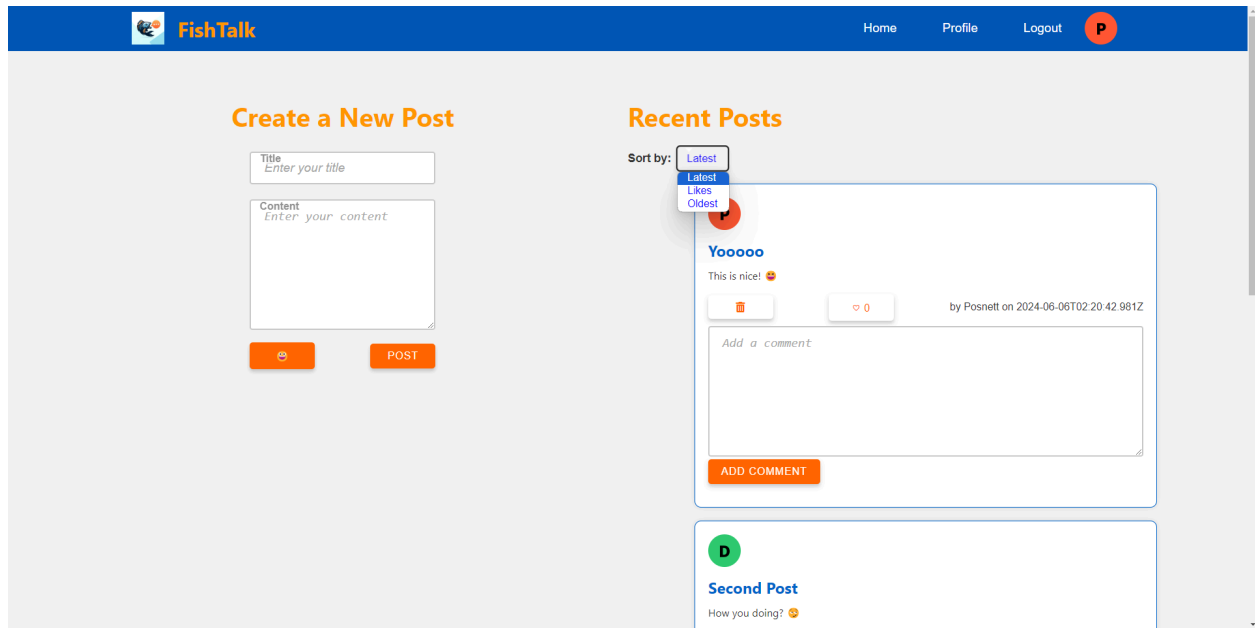 FishTalk
Home Profile Logout P
Create a New Post
Title
Enter your title
Content
Enter your content
😀 POST
Recent Posts
Sort by: Latest
Latest
Likes
Oldest
P
Yooooo
This is nice! 😀
♡ 0 by Posnett on 2024-06-06T02:20:42.981Z
Add a comment
ADD COMMENT
D
Second Post
How you doing?